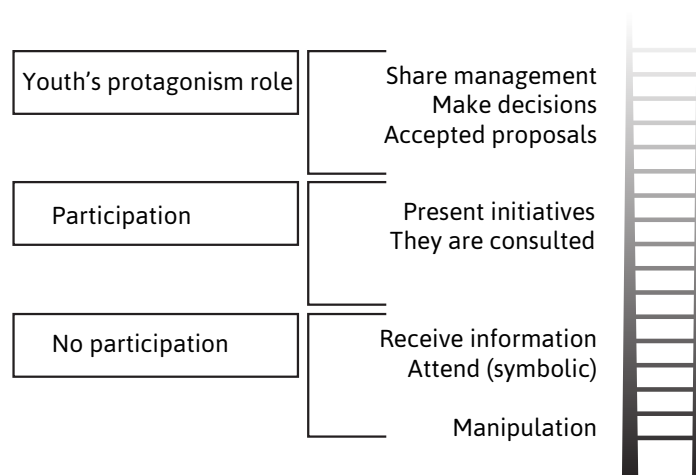 Youth's protagonism role
Share management
Make decisions
Accepted proposals
Participation
Present initiatives
They are consulted
No participation
Receive information
Attend (symbolic)
Manipulation